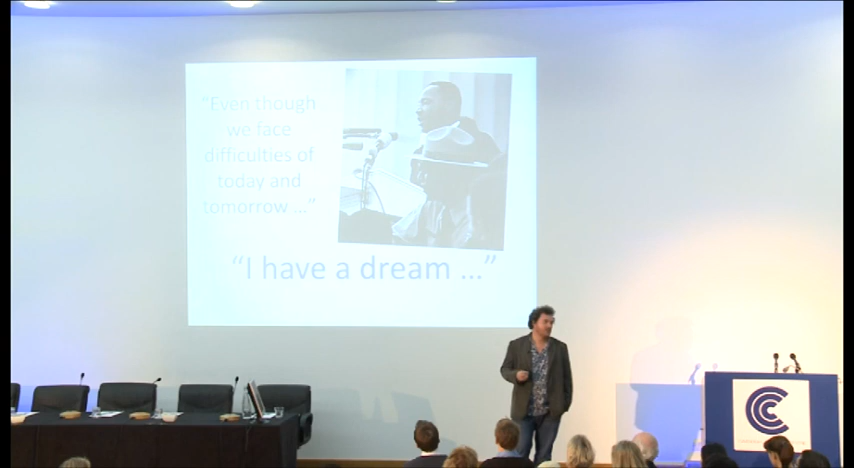 “Even though
we face
difficulties of
today and
tomorrow ...”
“I have a dream ...”